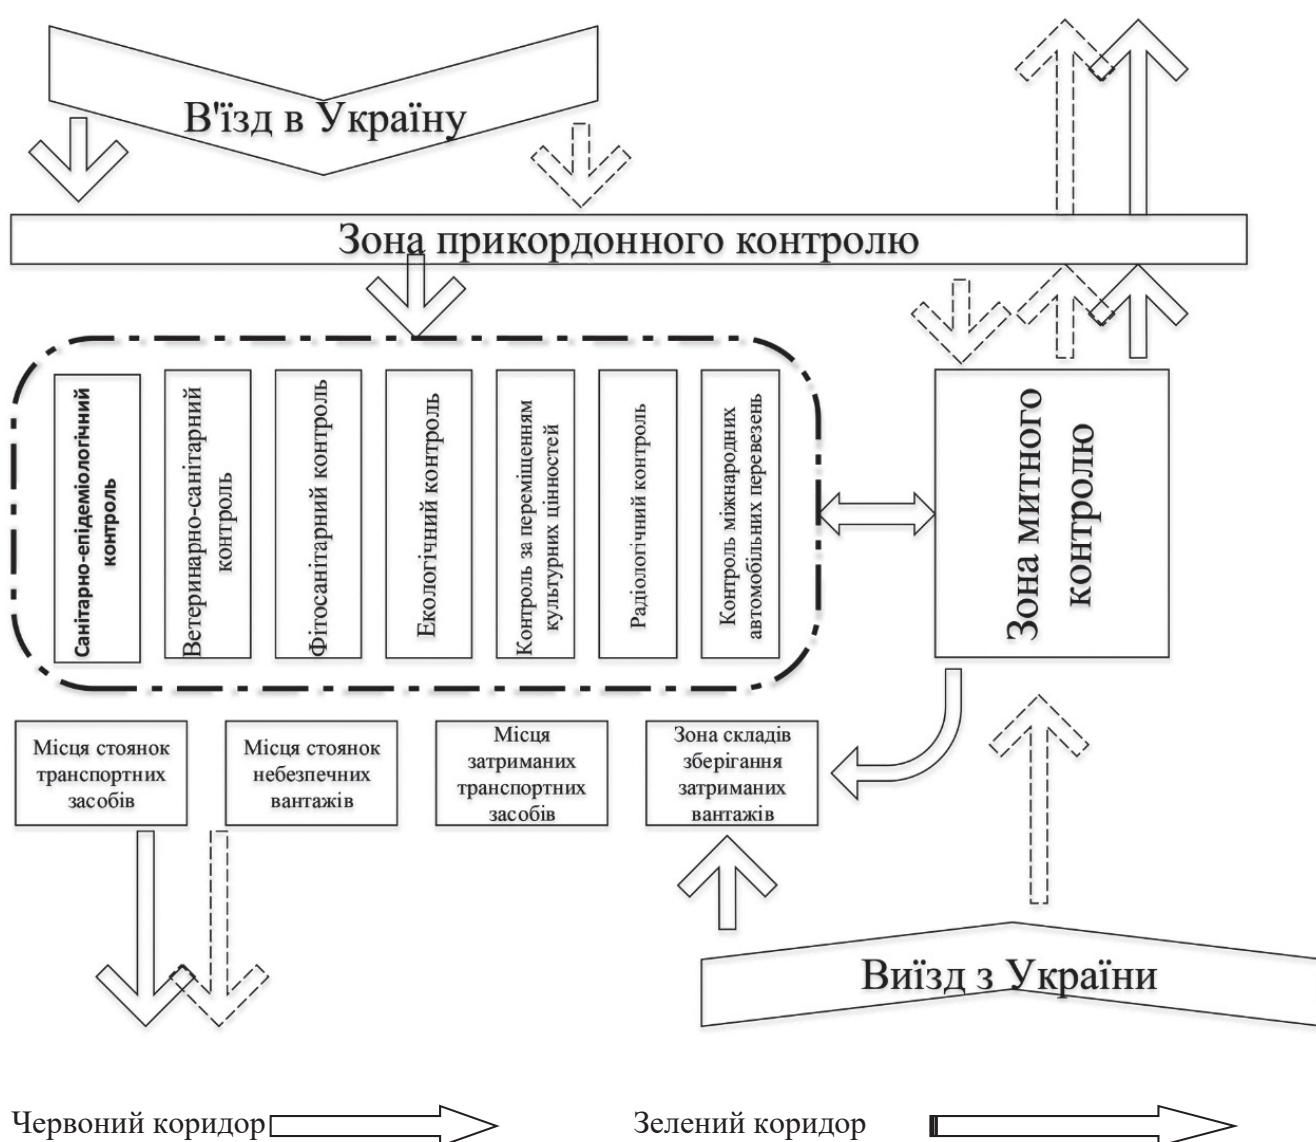 В'їзд в Україну
Зона прикордонного контролю
Санітарно-епідеміологічний
контроль
Ветеринарно-санітарний
контроль
Фітосанітарний контроль
Екологічний контроль
Контроль за переміщенням
культурних цінностей
Радіологічний контроль
Контроль міжнародних
автомобільних перевезень
Зона митного
контролю
Місця стоянок
транспортних
засобів
Місця стоянок
небезпечних
вантажів
Місця
затриманих
транспортних
засобів
Зона складів
зберігання
затриманих
вантажів
Виїзд з України
Червоний коридор
Зелений коридор